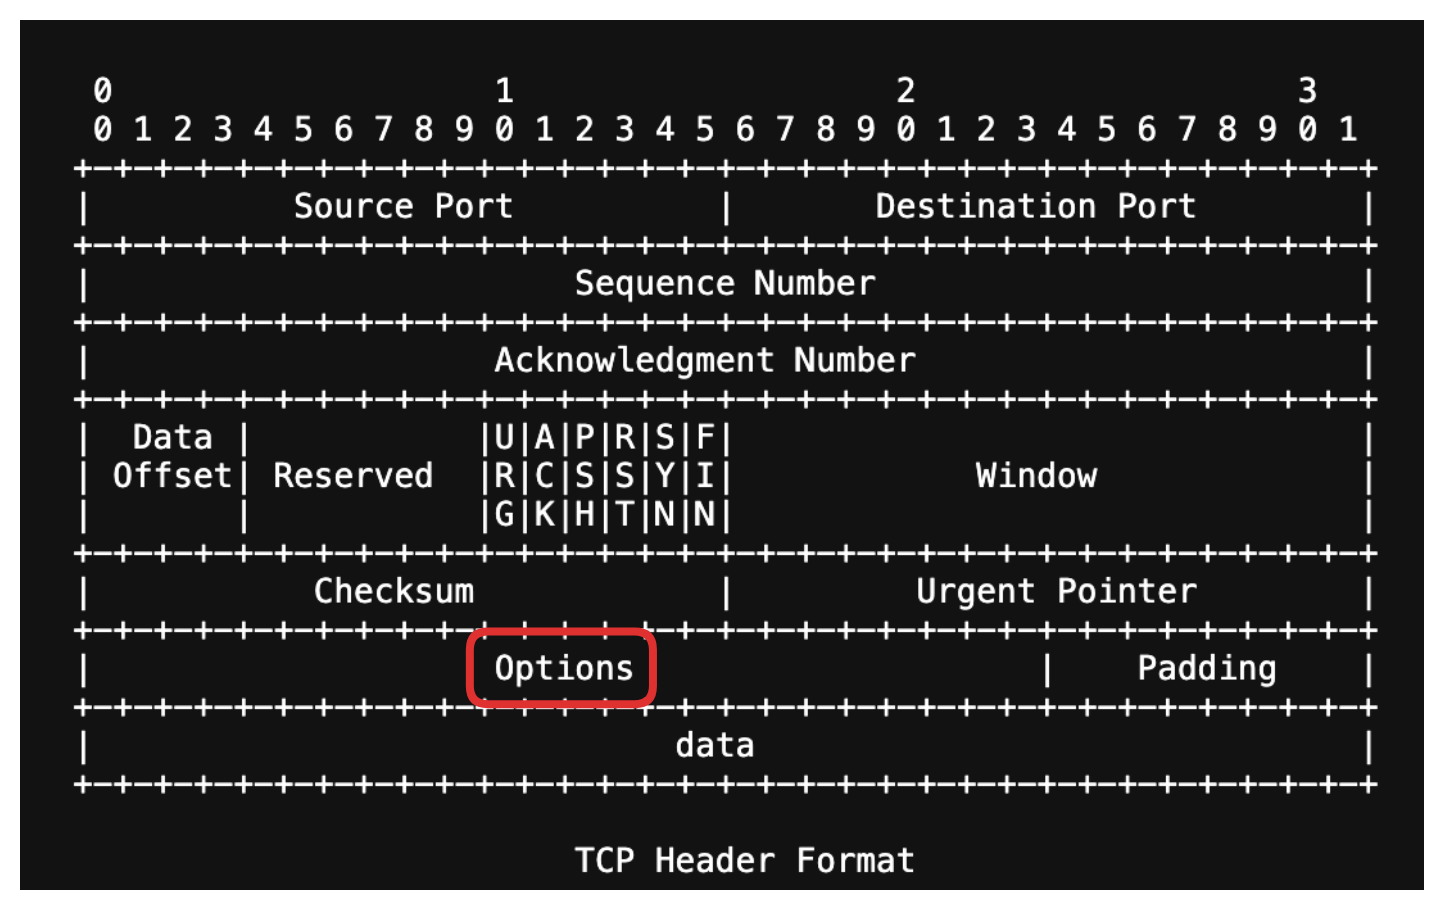 0                   1                   2                   3
 0 1 2 3 4 5 6 7 8 9 0 1 2 3 4 5 6 7 8 9 0 1 2 3 4 5 6 7 8 9 0 1
+-+-+-+-+-+-+-+-+-+-+-+-+-+-+-+-+-+-+-+-+-+-+-+-+-+-+-+-+-+-+-+-+
|          Source Port          |       Destination Port        |
+-+-+-+-+-+-+-+-+-+-+-+-+-+-+-+-+-+-+-+-+-+-+-+-+-+-+-+-+-+-+-+-+
|                        Sequence Number                        |
+-+-+-+-+-+-+-+-+-+-+-+-+-+-+-+-+-+-+-+-+-+-+-+-+-+-+-+-+-+-+-+-+
|                    Acknowledgment Number                      |
+-+-+-+-+-+-+-+-+-+-+-+-+-+-+-+-+-+-+-+-+-+-+-+-+-+-+-+-+-+-+-+-+
|  Data |           |U|A|P|R|S|F|                               |
| Offset| Reserved  |R|C|S|S|Y|I|            Window             |
|       |           |G|K|H|T|N|N|                               |
+-+-+-+-+-+-+-+-+-+-+-+-+-+-+-+-+-+-+-+-+-+-+-+-+-+-+-+-+-+-+-+-+
|           Checksum            |         Urgent Pointer        |
+-+-+-+-+-+-+-+-+-+-+-+-+-+-+-+-+-+-+-+-+-+-+-+-+-+-+-+-+-+-+-+-+
|                    Options                    |    Padding    |
+-+-+-+-+-+-+-+-+-+-+-+-+-+-+-+-+-+-+-+-+-+-+-+-+-+-+-+-+-+-+-+-+
|                             data                              |
+-+-+-+-+-+-+-+-+-+-+-+-+-+-+-+-+-+-+-+-+-+-+-+-+-+-+-+-+-+-+-+-+
                         TCP Header Format